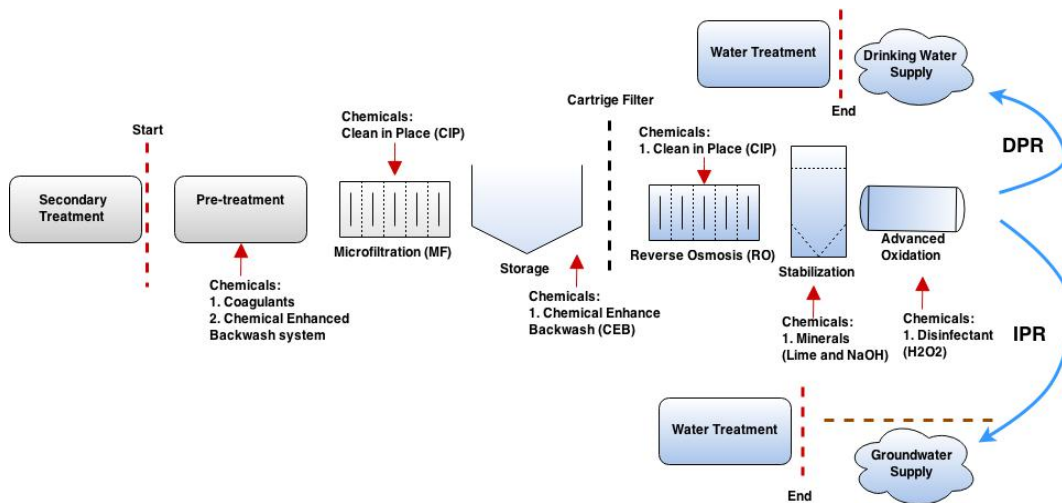 Water Treatment
Drinking Water
Supply
End
Cartrige Filter
Start
Chemicals:
Clean in Place (CIP)
Chemicals:
1. Clean in Place (CIP)
DPR
Secondary
Treatment
Pre-treatment
Microfiltration (MF)
Storage
Reverse Osmosis (RO)
Stabilization
Advanced
Oxidation
Chemicals:
1. Coagulants
2. Chemical Enhanced
Backwash system
Chemicals:
1. Chemical Enhance
Backwash (CEB)
Chemicals:
1. Minerals
(Lime and NaOH)
Chemicals:
1. Disinfectant
(H2O2)
IPR
Water Treatment
End
Groundwater
Supply